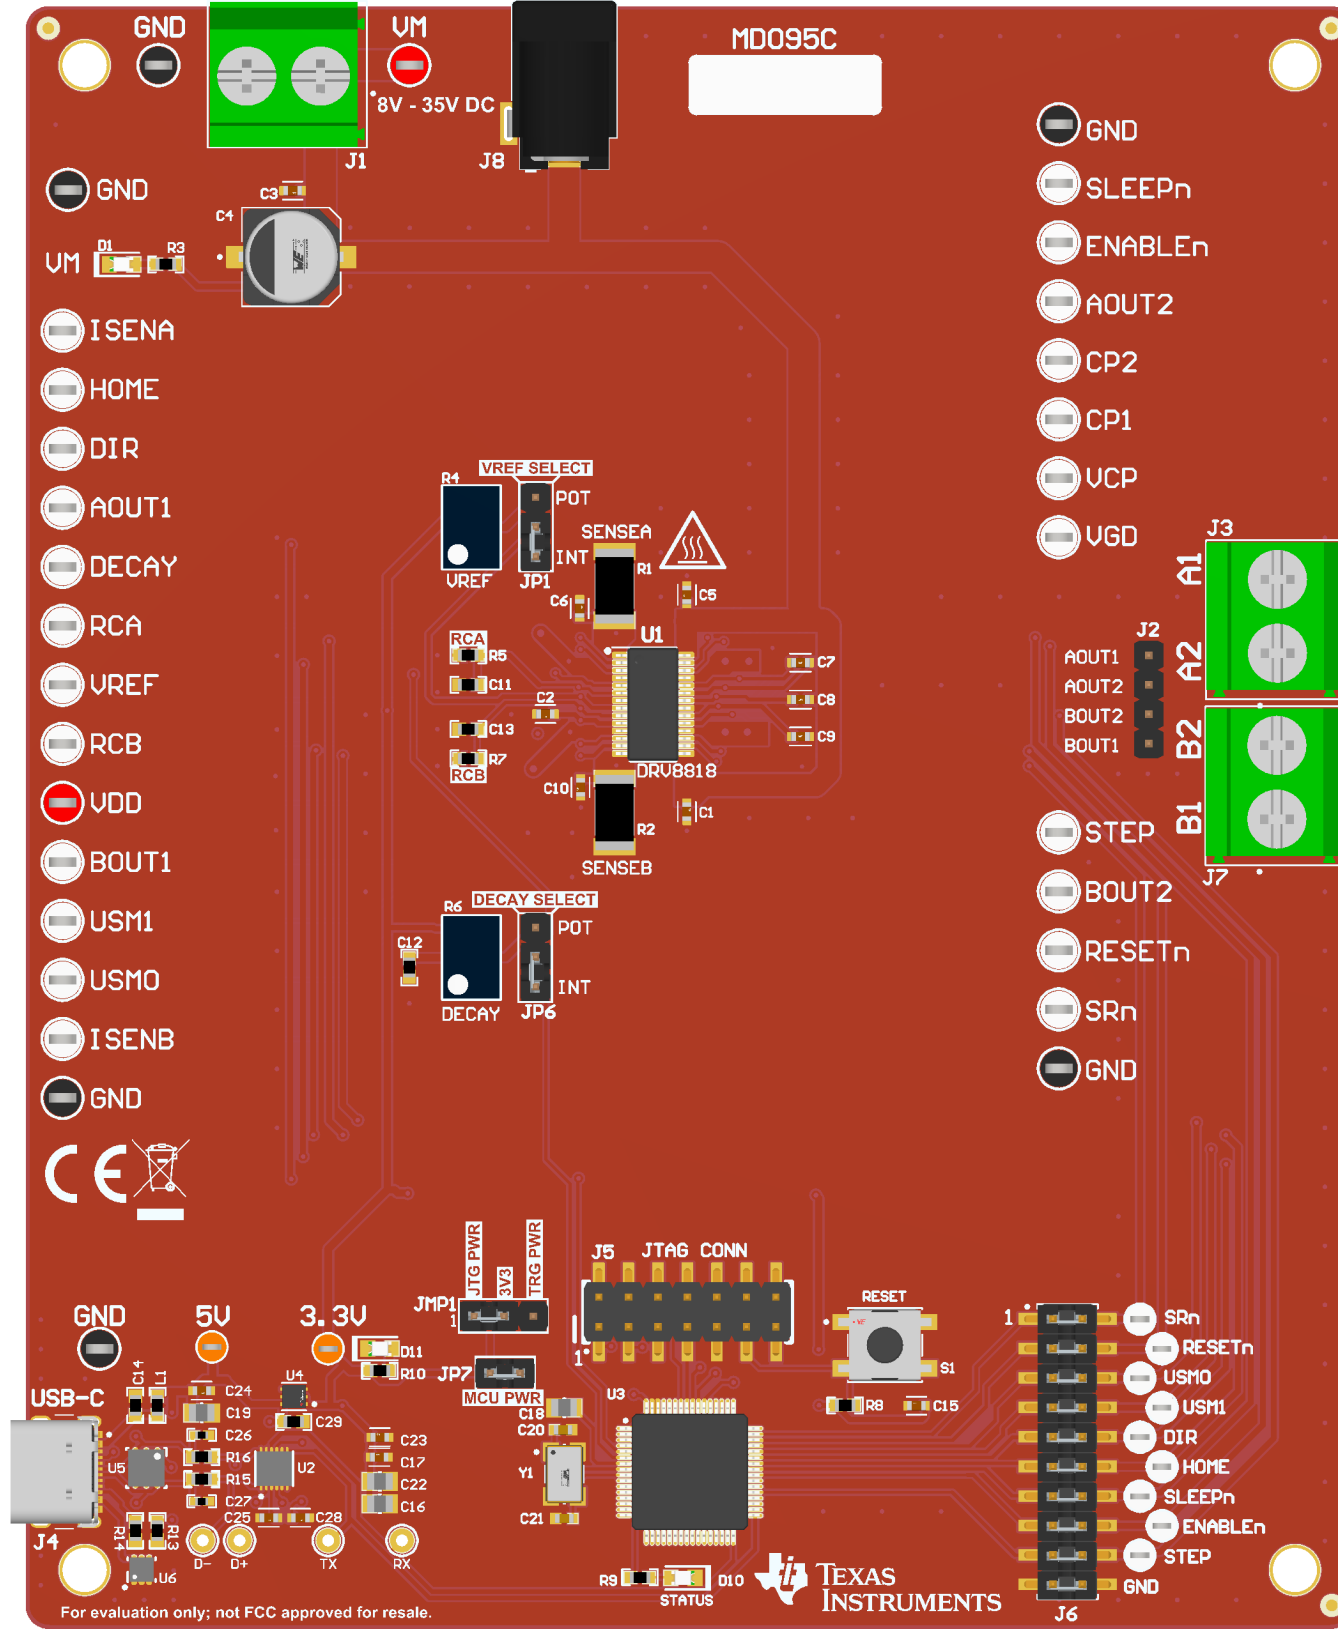 GND
VM
MD095C
8V - 35V DC
J1
J8
GND
GND
C3
SLEEPn
C4
D1
R3
VM
ENABLEn
WE
ISENA
AOUT2
HOME
CP2
DIR
CP1
VREF SELECT
R4
POT
VCP
AOUT1
SENSEA
VGD
J3
INT
VREF
JP1
A1
DECAY
R1
C6
C5
RCA
RCA
U1
J2
R5
AOUT1
C7
A2
VREF
C11
AOUT2
C2
C8
BOUT2
RCB
C13
C9
BOUT1
B2
R7
RCB
DRV8818
VDD
C10
C1
R2
STEP
B1
BOUT1
SENSEB
J7
BOUT2
DECAY SELECT
R6
USM1
POT
C12
RESETn
USM0
INT
DECAY
JP6
SRn
ISENB
GND
GND
CE
JTG PWR
3V3
TRG PWR
J5
JTAG CONN
JMP1
1
RESET
GND
5V
3.3V
1
SRn
WE
D11
1
RESETn
C14
L1
U4
R10
JP7
S1
USM0
MCU PWR
U3
USB-C
C24
C19
C18
R8
C15
USM1
C29
C20
C26
C23
DIR
R16
C17
U5
U2
Y1
HOME
R15
C22
C27
C16
SLEEPn
C25
C28
C21
ENABLEn
J4
R14
R13
D-
D+
TX
RX
STEP
U6
R9
D10
STATUS
TEXAS
INSTRUMENTS
GND
J6
For evaluation only; not FCC approved for resale.